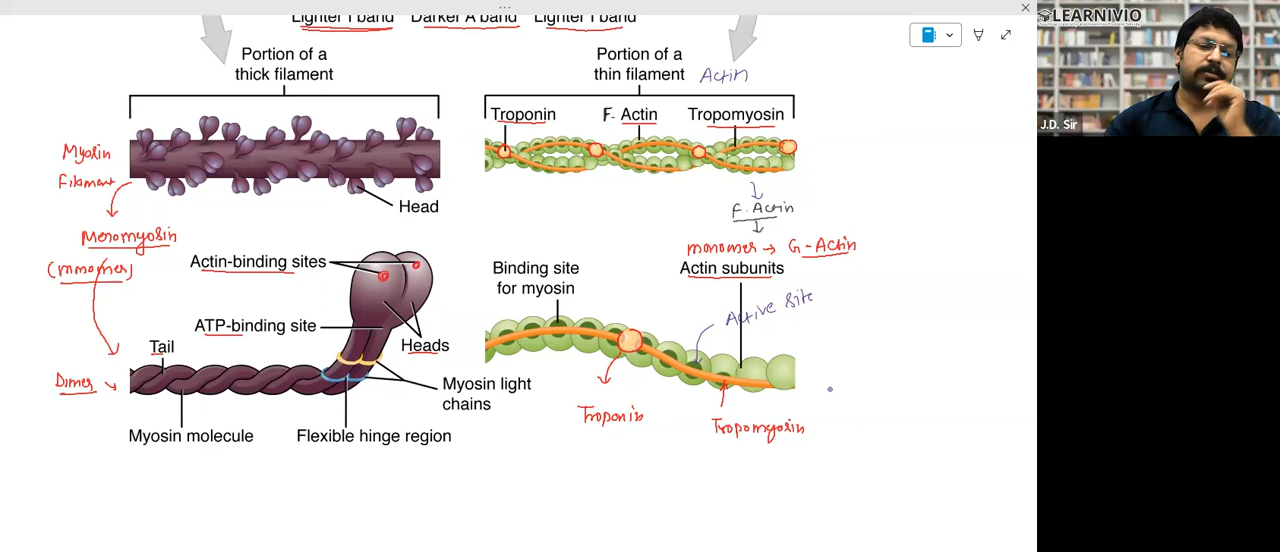 Lighter I band Darker A band Lighter I band
LEARNIVIO
J.D. Sir
Portion of a
thick filament
Portion of a
thin filament Actin
Troponin F. Actin Tropomyosin
Myosin
Filament
Head
F. Actin
Meromyosin
(monomer)
monomer → G-Actin
Actin-binding sites
ATP-binding site
Heads
Tail
Dimer
Myosin light
chains
Myosin molecule
Flexible hinge region
Binding site
for myosin
Actin subunits
Active Site
Troponin
Tropomyosin